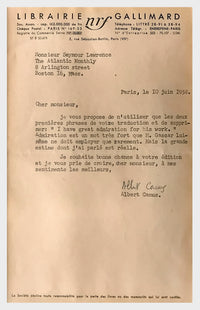 LIBRAIRIE nrf GALLIMARD
Monsieur Seymour Lawrence
The Atlantic Monthly
8 Arlington street
Boston 16, Mass.
Paris, le 10 juin 1952.
Cher monsieur,
je vous propose de n'utiliser que les deux
premières phrases de votre traduction et de suppri-
mer " I have great admiration for his work. "
Admiration est un mot très fort que M. Gascar lui-
même ne doit employer que rarement. Mais la grande
estime dont j'ai parlé est réelle.
Je souhaite bonne chance à votre édition
et je vous prie de croire, cher monsieur, à mes
sentiments les meilleurs.
Albert Camus
Albert Camus.